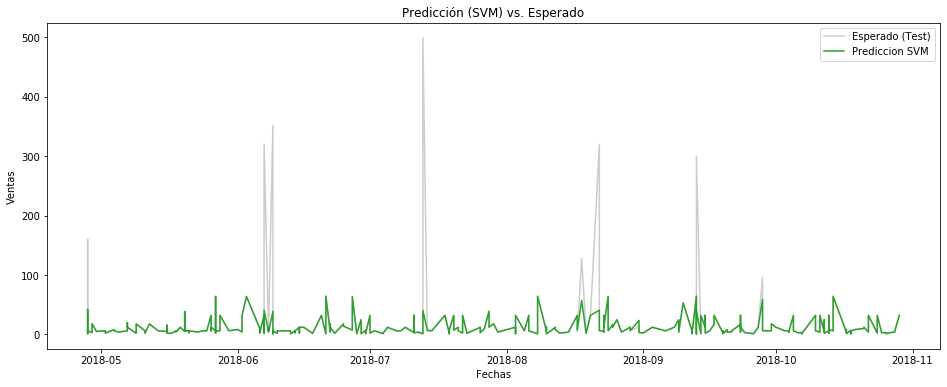 Predicción (SVM) vs. Esperado
Esperado (Test)
Prediccion SVM
Ventas
500
400
300
200
100
0
2018-05
2018-06
2018-07
2018-08
2018-09
2018-10
2018-11
Fechas